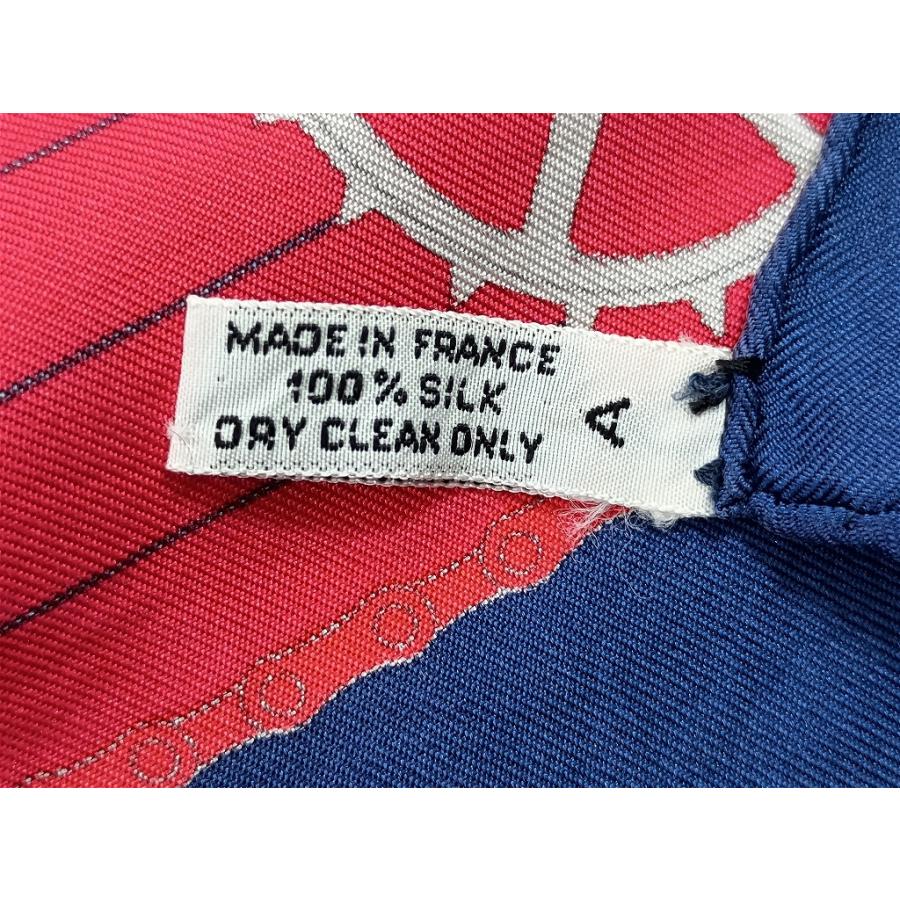 MADE IN FRANCE
100% SILK
DRY CLEAN ONLY
A